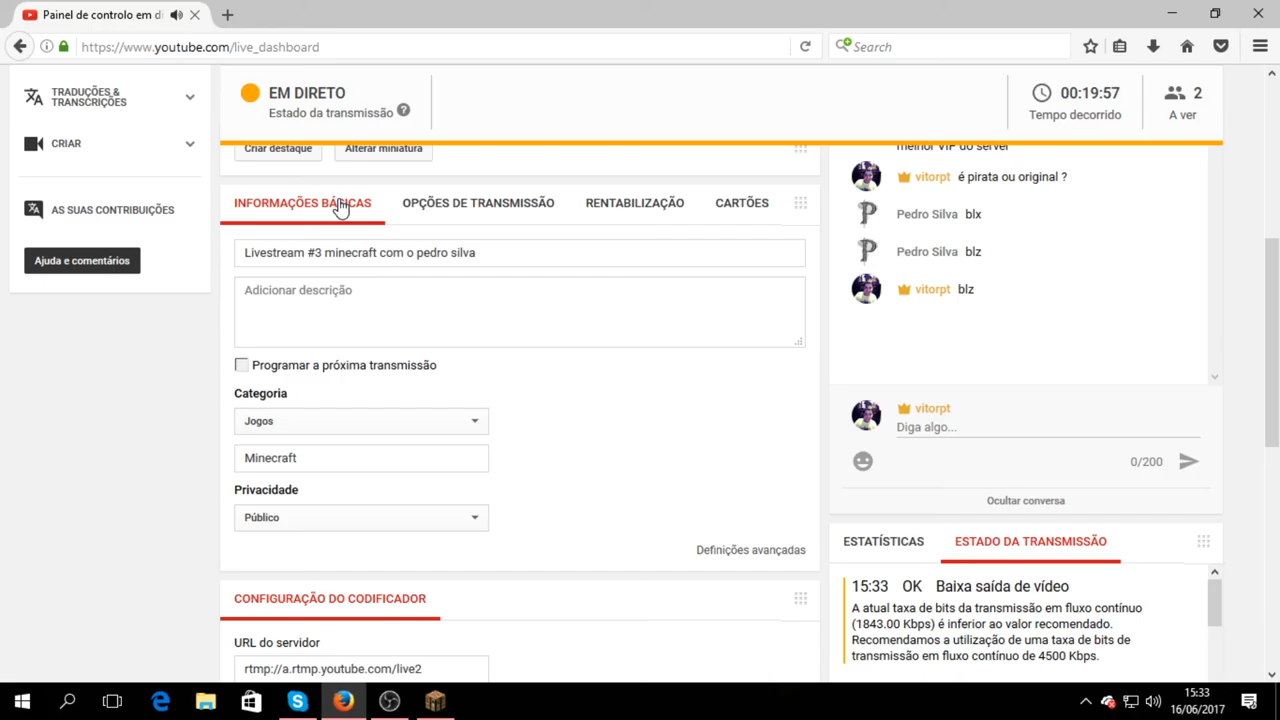 Painel de controlo em di
https://www.youtube.com/live_dashboard
Search
TRADUÇÕES &
TRANSCRIÇÕES
CRIAR
AS SUAS CONTRIBUIÇÕES
Ajuda e comentários
EM DIRETO
Estado da transmissão ?
00:19:57
Tempo decorrido
2
A ver
Criar destaque
Alterar miniatura
INFORMAÇÕES BÁSICAS
OPÇÕES DE TRANSMISSÃO
RENTABILIZAÇÃO
CARTÕES
Livestream #3 minecraft com o pedro silva
Adicionar descrição
Programar a próxima transmissão
Categoria
Jogos
Minecraft
Privacidade
Público
Definições avançadas
CONFIGURAÇÃO DO CODIFICADOR
URL do servidor
rtmp://a.rtmp.youtube.com/live2
melhor VIP do server
vitorpt é pirata ou original ?
Pedro Silva blx
Pedro Silva blz
vitorpt blz
vitorpt
Diga algo...
0/200
Ocultar conversa
ESTATÍSTICAS
ESTADO DA TRANSMISSÃO
15:33 OK Baixa saída de vídeo
A atual taxa de bits da transmissão em fluxo contínuo
(1843.00 Kbps) é inferior ao valor recomendado.
Recomendamos a utilização de uma taxa de bits de
transmissão em fluxo contínuo de 4500 Kbps.
15:33
16/06/2017